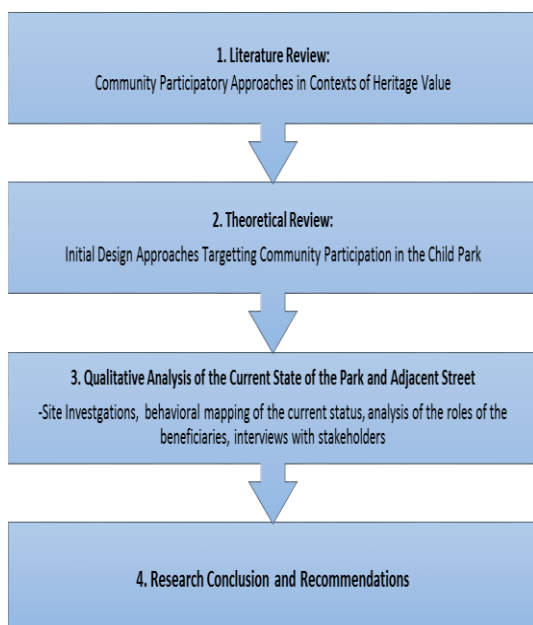 1. Literature Review:
Community Participatory Approaches in Contexts of Heritage Value
2. Theoretical Review:
Initial Design Approaches Targetting Community Participation in the Child Park
3. Qualitative Analysis of the Current State of the Park and Adjacent Street
-Site Investgations, behavioral mapping of the current status, analysis of the roles of the
beneficiaries, interviews with stakeholders
4. Research Conclusion and Recommendations